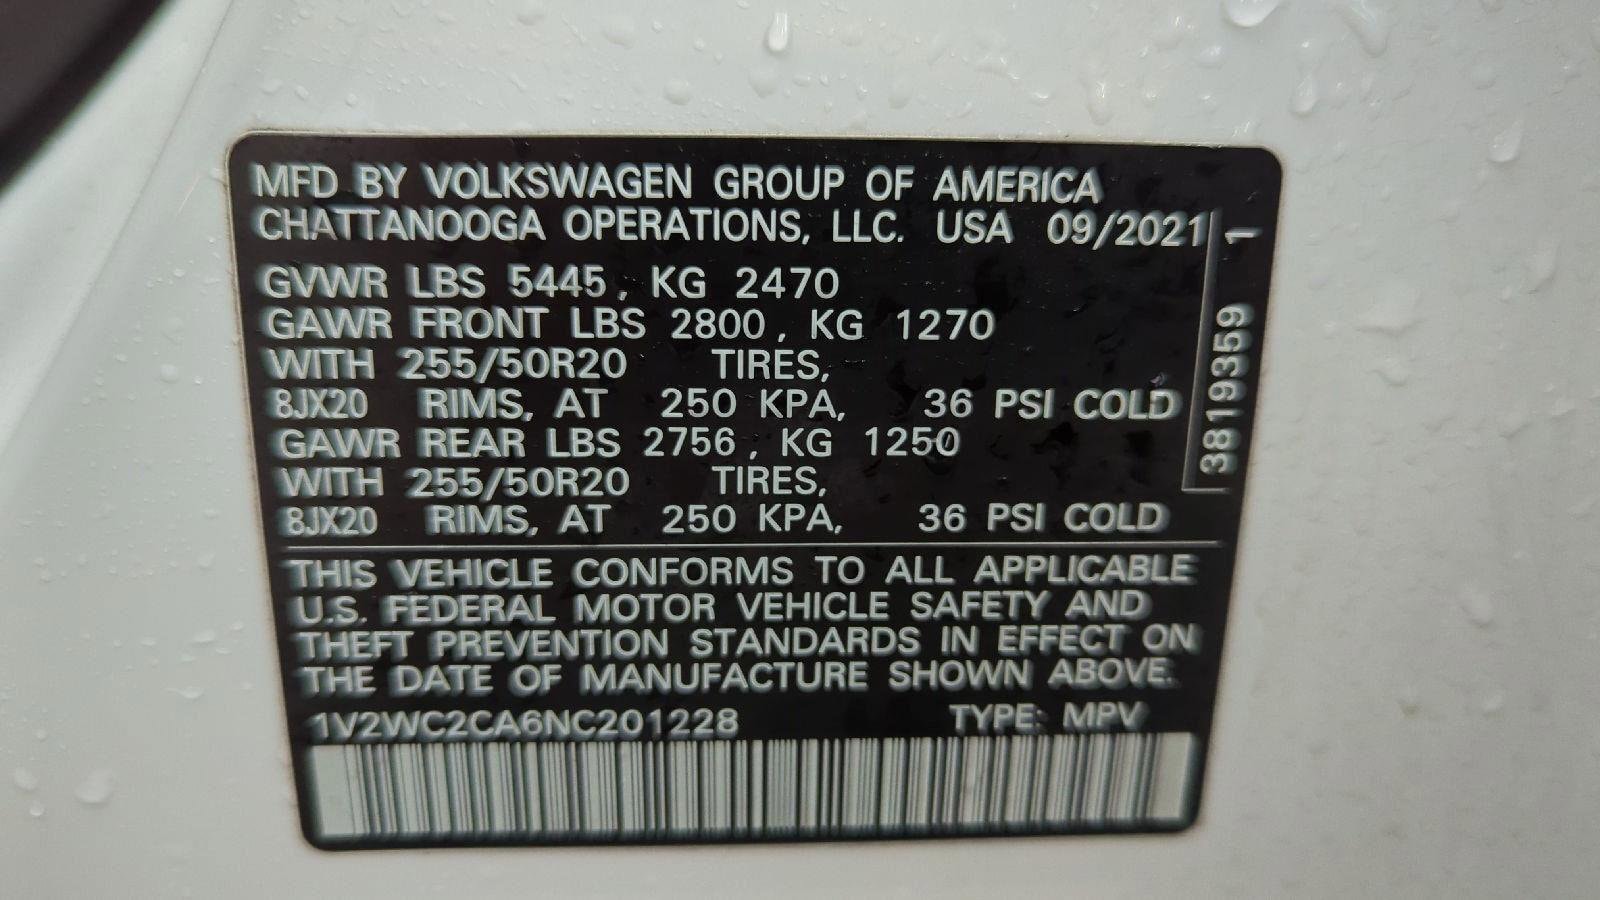 MFD BY VOLKSWAGEN GROUP OF AMERICA
CHATTANOOGA OPERATIONS, LLC. USA 09/2021
GVWR LBS 5445, KG 2470
GAWR FRONT LBS 2800, KG 1270
WITH 255/50R20 TIRES,
8JX20 RIMS, AT 250 KPA, 36 PSI COLD
GAWR REAR LBS 2756, KG 1250
WITH 255/50R20 TIRES,
8JX20 RIMS, AT 250 KPA, 36 PSI COLD
3819359 1
THIS VEHICLE CONFORMS TO ALL APPLICABLE
U.S. FEDERAL MOTOR VEHICLE SAFETY AND
THEFT PREVENTION STANDARDS IN EFFECT ON
THE DATE OF MANUFACTURE SHOWN ABOVE.
1V2WC2CA6NC201228 TYPE: MPV